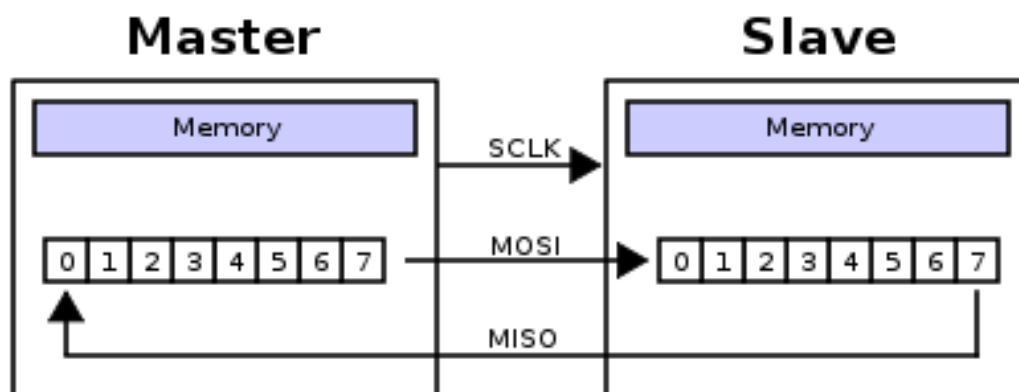 Master Slave
Memory Memory
SCLK
MOSI
0 1 2 3 4 5 6 7 0 1 2 3 4 5 6 7
MISO